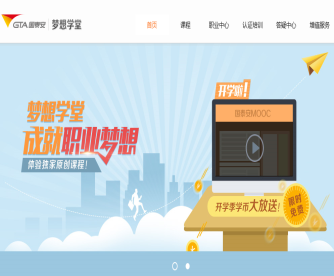 GTA 国泰安 梦想学堂
首页 课程 职业中心 认证培训 答疑中心 增值服务
开学啦!
梦想学堂
成就职业梦想
体验独家原创课程!
国泰安MOOC
开学季学币大放送!
限时
免费